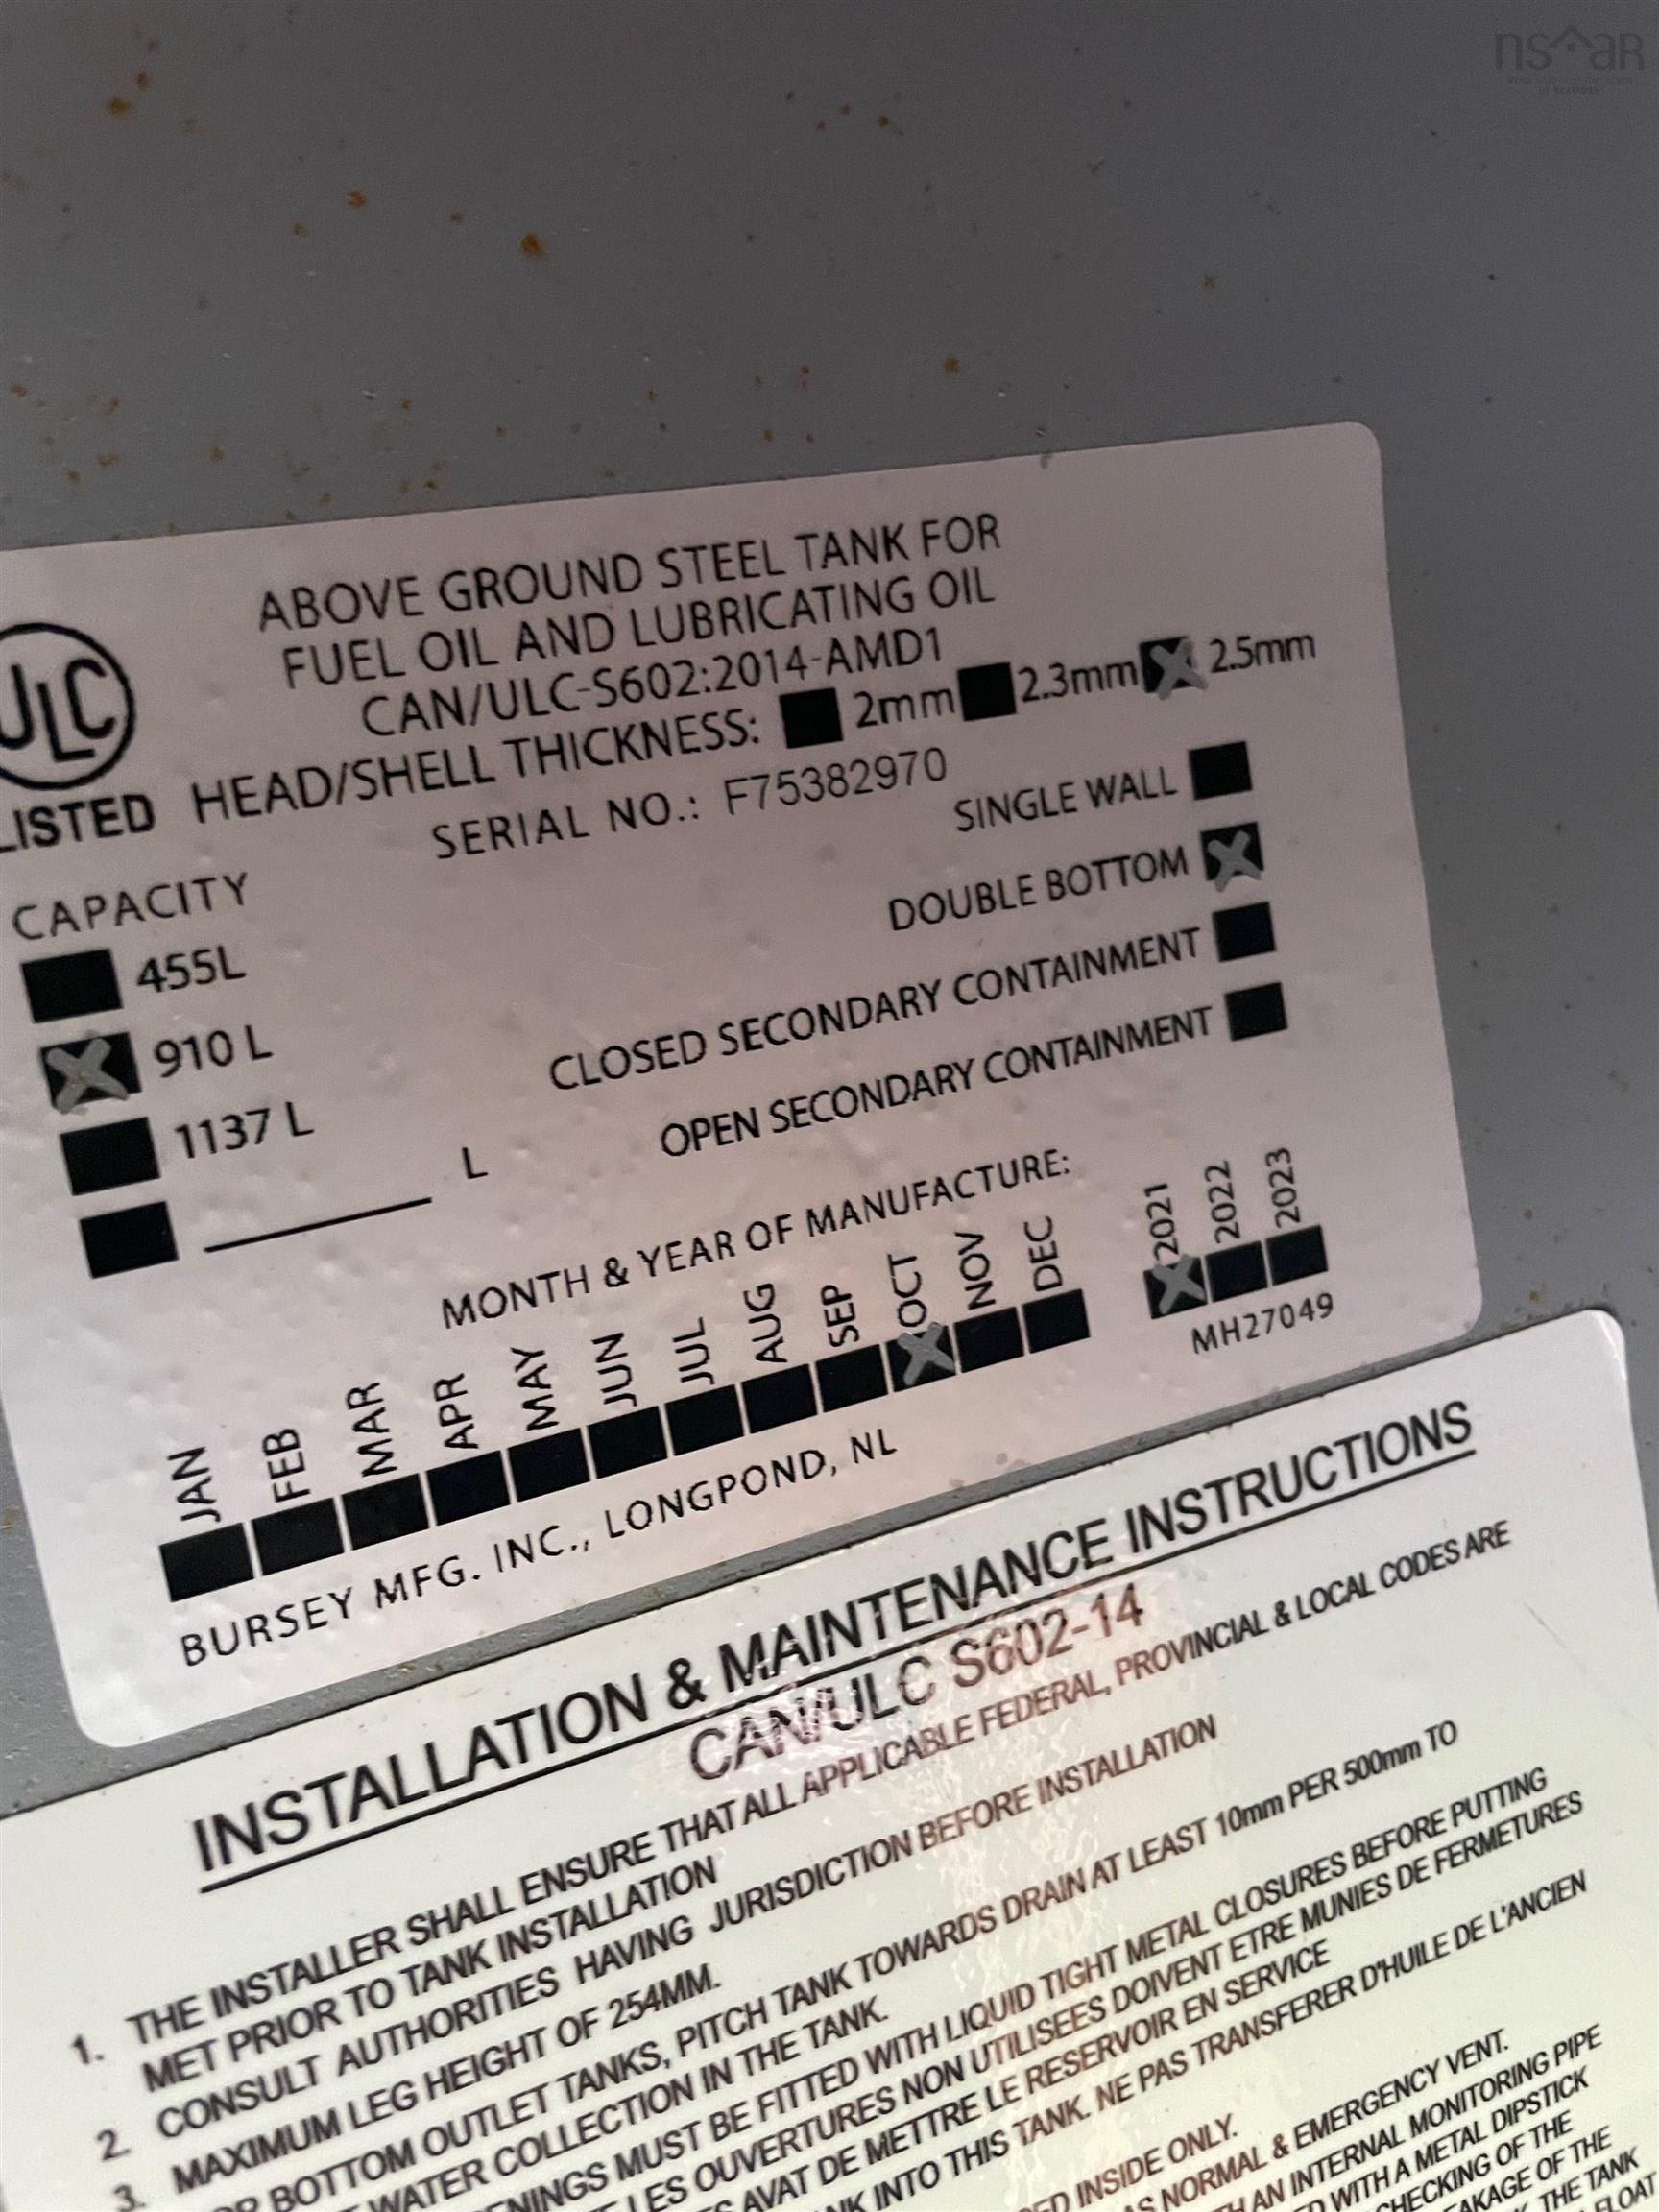 nsar
ABOVE GROUND STEEL TANK FOR
FUEL OIL AND LUBRICATING OIL
CAN/ULC-S602:2014-AMD1
ULC
LISTED
HEAD/SHELL THICKNESS: 2mm 2.3mm 2.5mm
SERIAL NO.: F75382970
CAPACITY
455L
910 L
1137 L
L
SINGLE WALL
DOUBLE BOTTOM
CLOSED SECONDARY CONTAINMENT
OPEN SECONDARY CONTAINMENT
MONTH & YEAR OF MANUFACTURE:
JAN FEB MAR APR MAY JUN JUL AUG SEP OCT NOV DEC 2021 2022 2023
MH27049
BURSEY MFG. INC., LONGPOND, NL
INSTALLATION & MAINTENANCE INSTRUCTIONS
CAN/ULC S602-14
1. THE INSTALLER SHALL ENSURE THAT ALL APPLICABLE FEDERAL, PROVINCIAL & LOCAL CODES ARE
MET PRIOR TO TANK INSTALLATION
2. CONSULT AUTHORITIES HAVING JURISDICTION BEFORE INSTALLATION
3. MAXIMUM LEG HEIGHT OF 254MM.
BOTTOM OUTLET TANKS, PITCH TANK TOWARDS DRAIN AT LEAST 10mm PER 500mm TO
WATER COLLECTION IN THE TANK.
MUST BE FITTED WITH LIQUID TIGHT METAL CLOSURES BEFORE PUTTING
LES OUVERTURES NON UTILISEES DOIVENT ETRE MUNIES DE FERMETURES
AVAT DE METTRE LE RESERVOIR EN SERVICE
INTO THIS TANK. NE PAS TRANSFERER D'HUILE DE L'ANCIEN
INSIDE ONLY.
NORMAL & EMERGENCY VENT.
AN INTERNAL MONITORING PIPE
WITH A METAL DIPSTICK
OF THE
OF THE
THE TANK